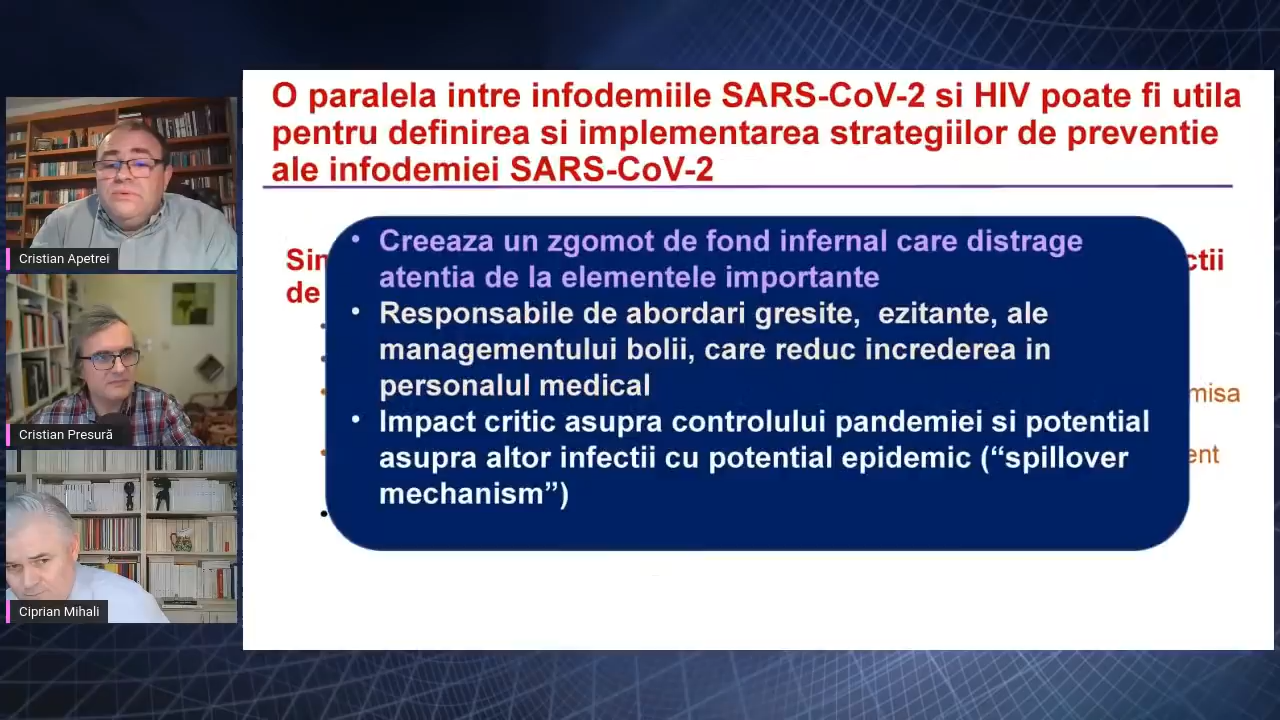 O paralela intre infodemiile SARS-CoV-2 si HIV poate fi utila
pentru definirea si implementarea strategiilor de preventie
ale infodemiei SARS-CoV-2
• Creeaza un zgomot de fond infernal care distrage
atentia de la elementele importante
• Responsabile de abordari gresite, ezitante, ale
managementului bolii, care reduc increderea in
personalul medical
• Impact critic asupra controlului pandemiei si potential
asupra altor infectii cu potential epidemic (“spillover
mechanism”)
de
Cristian Apetrei
Cristian Presură
Ciprian Mihali